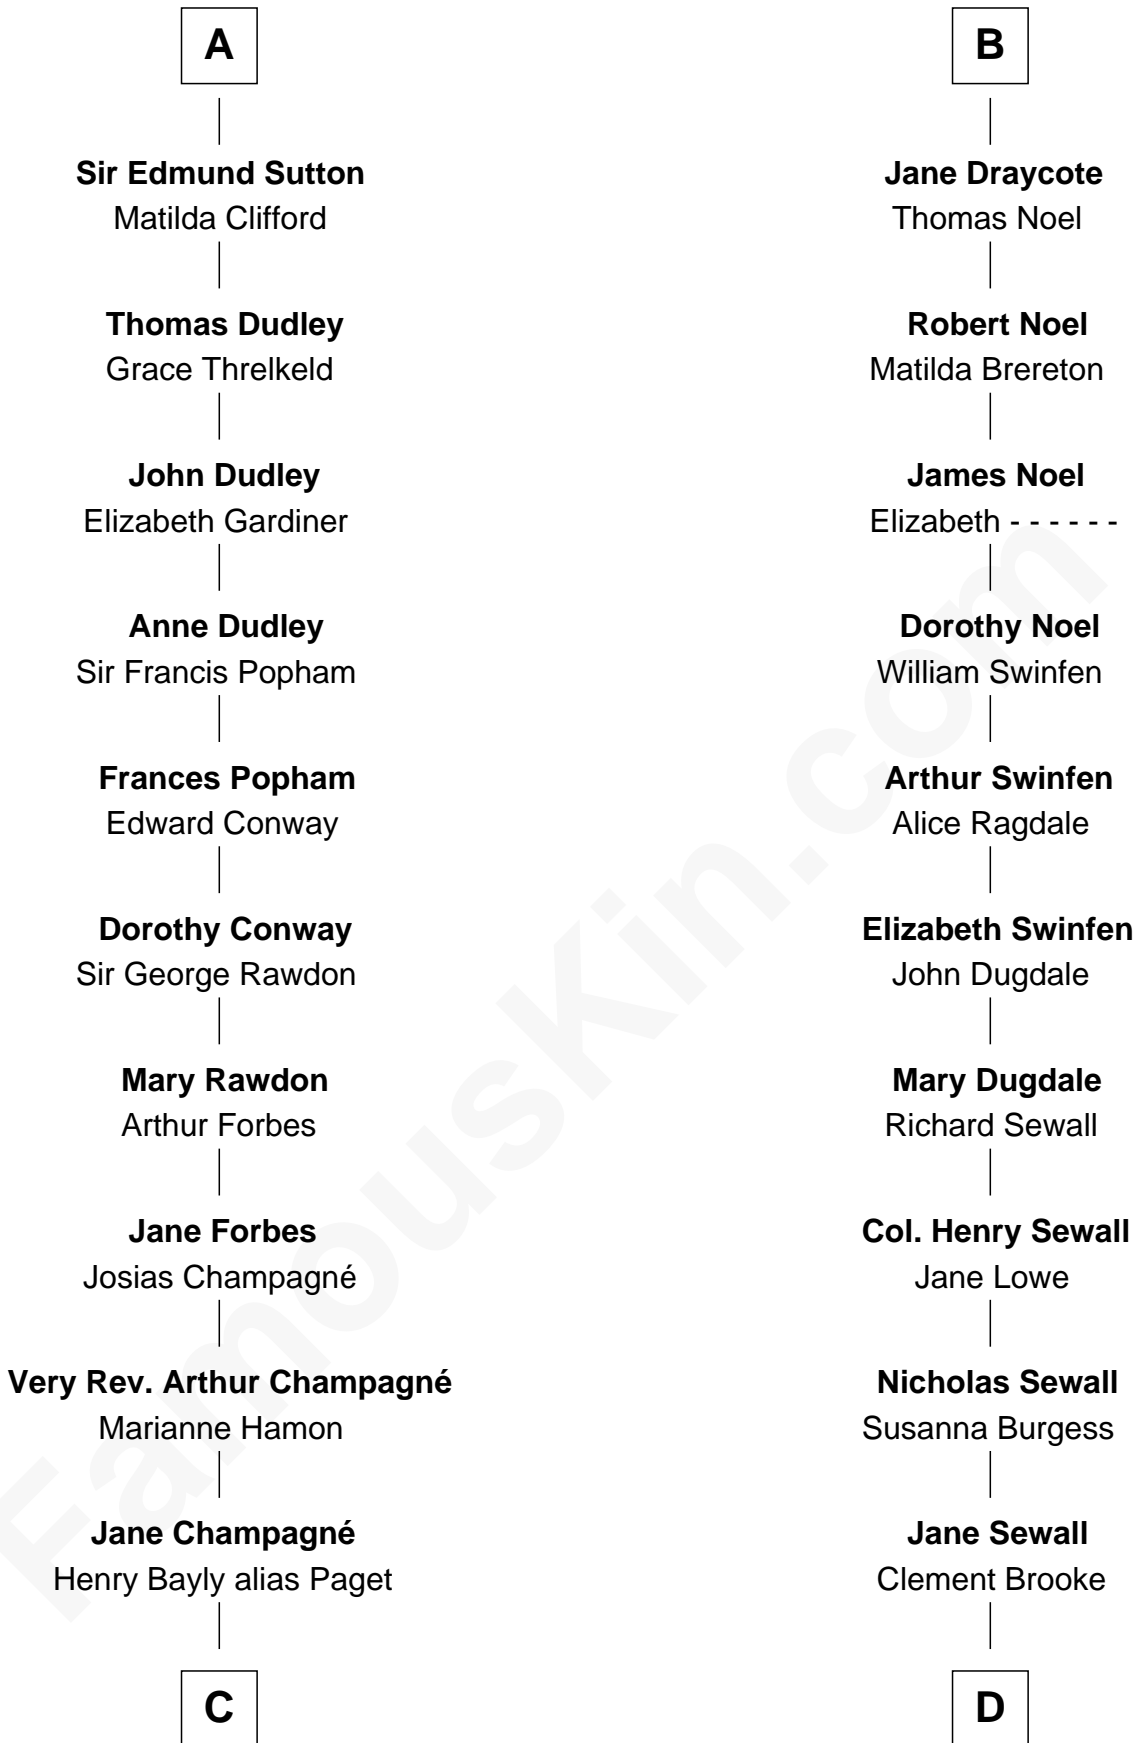 A
Sir Edmund Sutton
Matilda Clifford
Thomas Dudley
Grace Threlkeld
John Dudley
Elizabeth Gardiner
Anne Dudley
Sir Francis Popham
Frances Popham
Edward Conway
Dorothy Conway
Sir George Rawdon
Mary Rawdon
Arthur Forbes
Jane Forbes
Josias Champagné
Very Rev. Arthur Champagné
Marianne Hamon
Jane Champagné
Henry Bayly alias Paget
C
B
Jane Draycote
Thomas Noel
Robert Noel
Matilda Brereton
James Noel
Elizabeth - - - - - -
Dorothy Noel
William Swinfen
Arthur Swinfen
Alice Ragdale
Elizabeth Swinfen
John Dugdale
Mary Dugdale
Richard Sewall
Col. Henry Sewall
Jane Lowe
Nicholas Sewall
Susanna Burgess
Jane Sewall
Clement Brooke
D
FamousKin.com